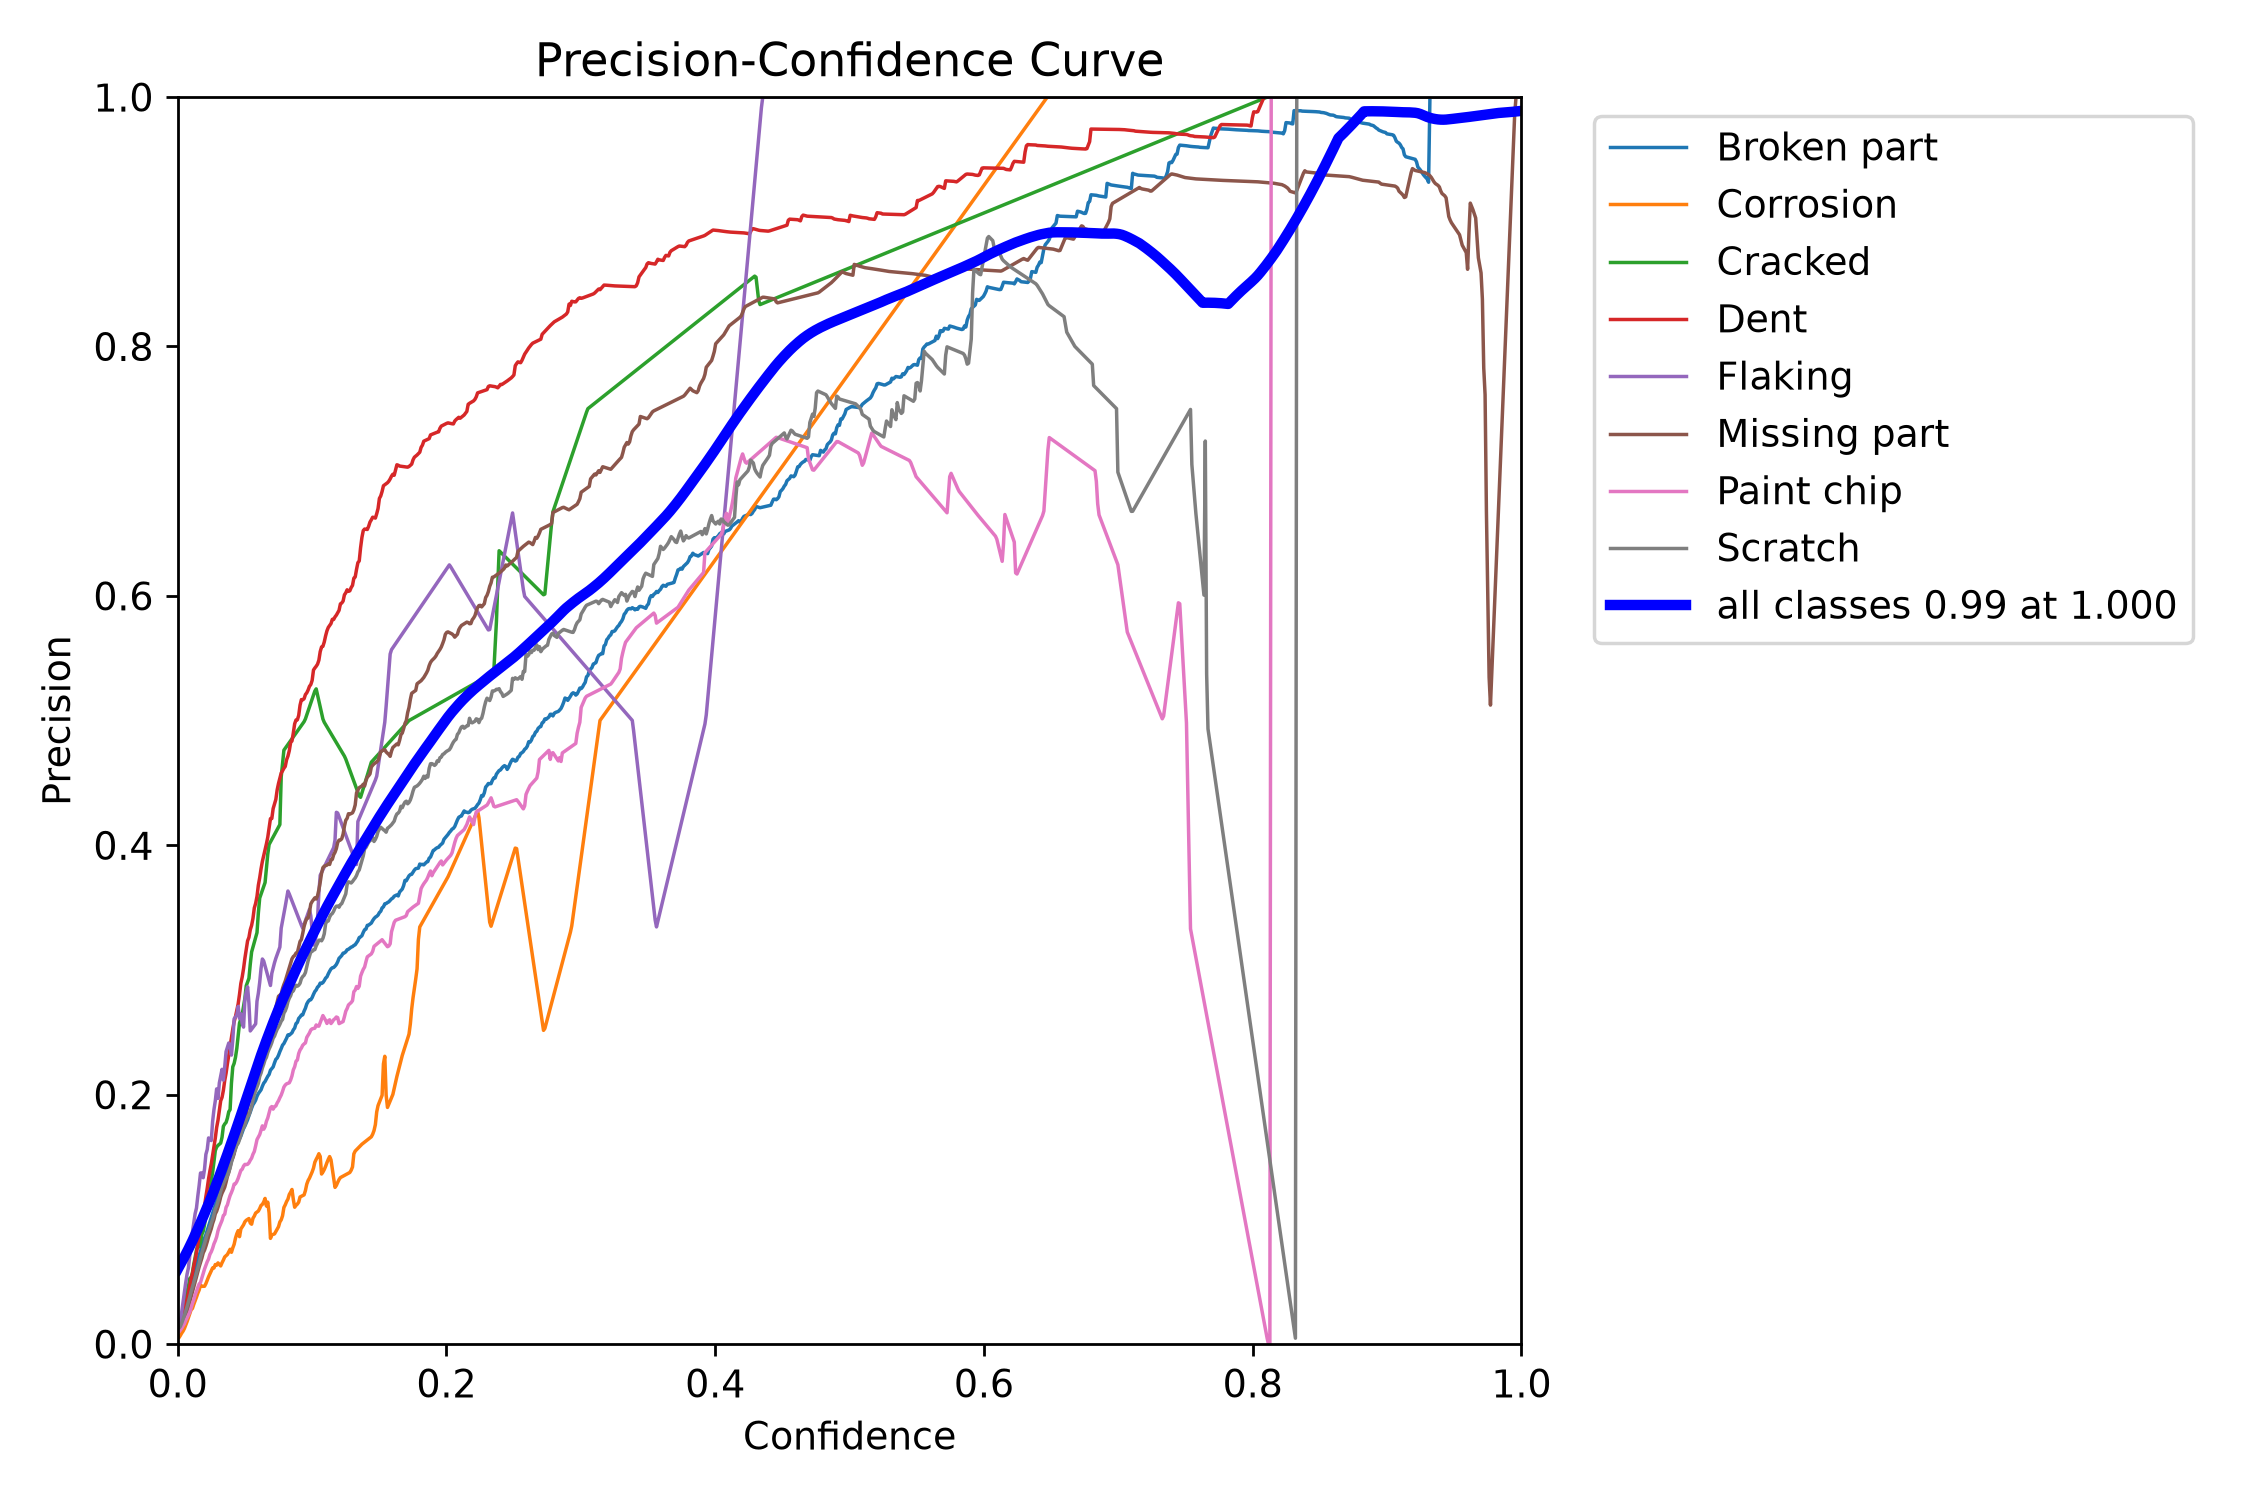 Precision-Confidence Curve
1.0
0.8
0.6
0.4
0.2
0.0
Precision
0.0 0.2 0.4 0.6 0.8 1.0
Confidence
Broken part
Corrosion
Cracked
Dent
Flaking
Missing part
Paint chip
Scratch
all classes 0.99 at 1.000